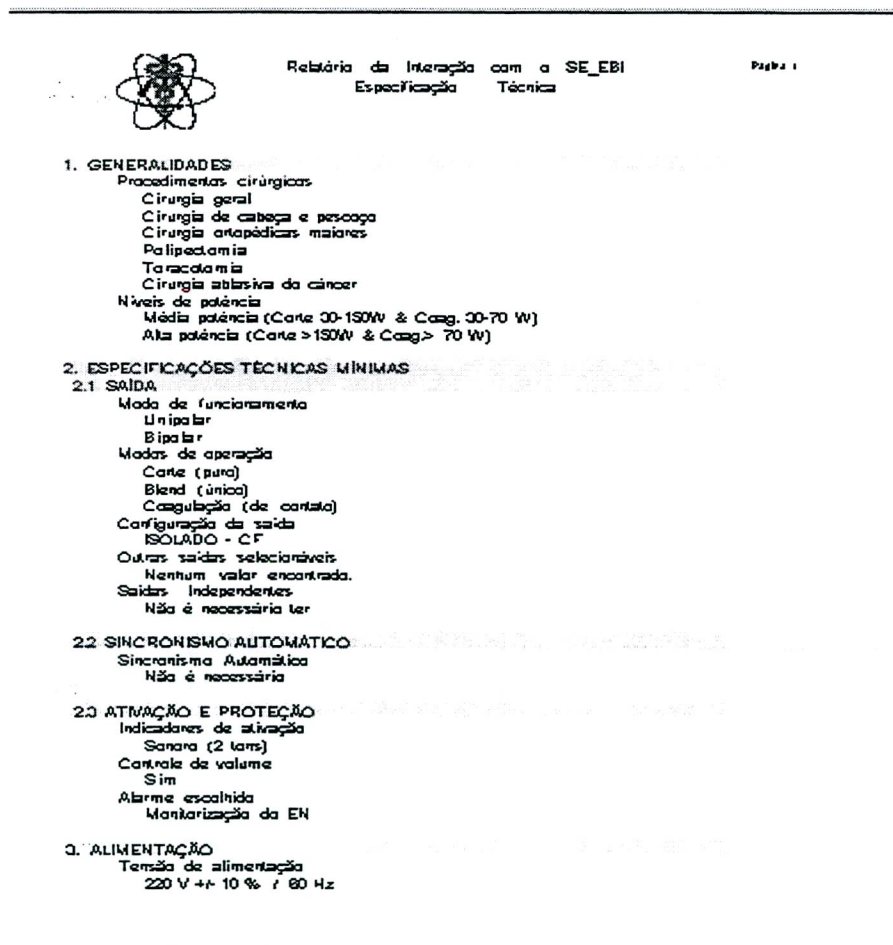 Relatório da Interação com o SE_EBI
Página 1
Especificação Técnica
1. GENERALIDADES
Procedimentos cirúrgicos
Cirurgia geral
Cirurgia de cabeça e pescoço
Cirurgia ortopédicas maiores
Polipectomia
Toracotomia
Cirurgia ablasiva do câncer
Níveis de potência
Média potência (Corte 30-150W & Coag. 30-70 W)
Alta potência (Corte >150W & Coag.> 70 W)
2. ESPECIFICAÇÕES TÉCNICAS MÍNIMAS
2.1 SAÍDA
Modo de funcionamento
Unipolar
Bipolar
Modos de operação
Corte (puro)
Blend (único)
Coagulação (de contato)
Configuração da saída
ISOLADO - CF
Outras saídas selecionáveis
Nenhum valor encontrado.
Saídas Independentes
Não é necessário ter
2.2 SINCRONISMO AUTOMÁTICO
Sincronismo Automático
Não é necessário
2.3 ATIVAÇÃO E PROTEÇÃO
Indicadores de ativação
Sonoro (2 tons)
Controle de volume
Sim
Alarme escolhido
Monitorização do EN
3. ALIMENTAÇÃO
Tensão de alimentação
220 V +/- 10 % / 60 Hz